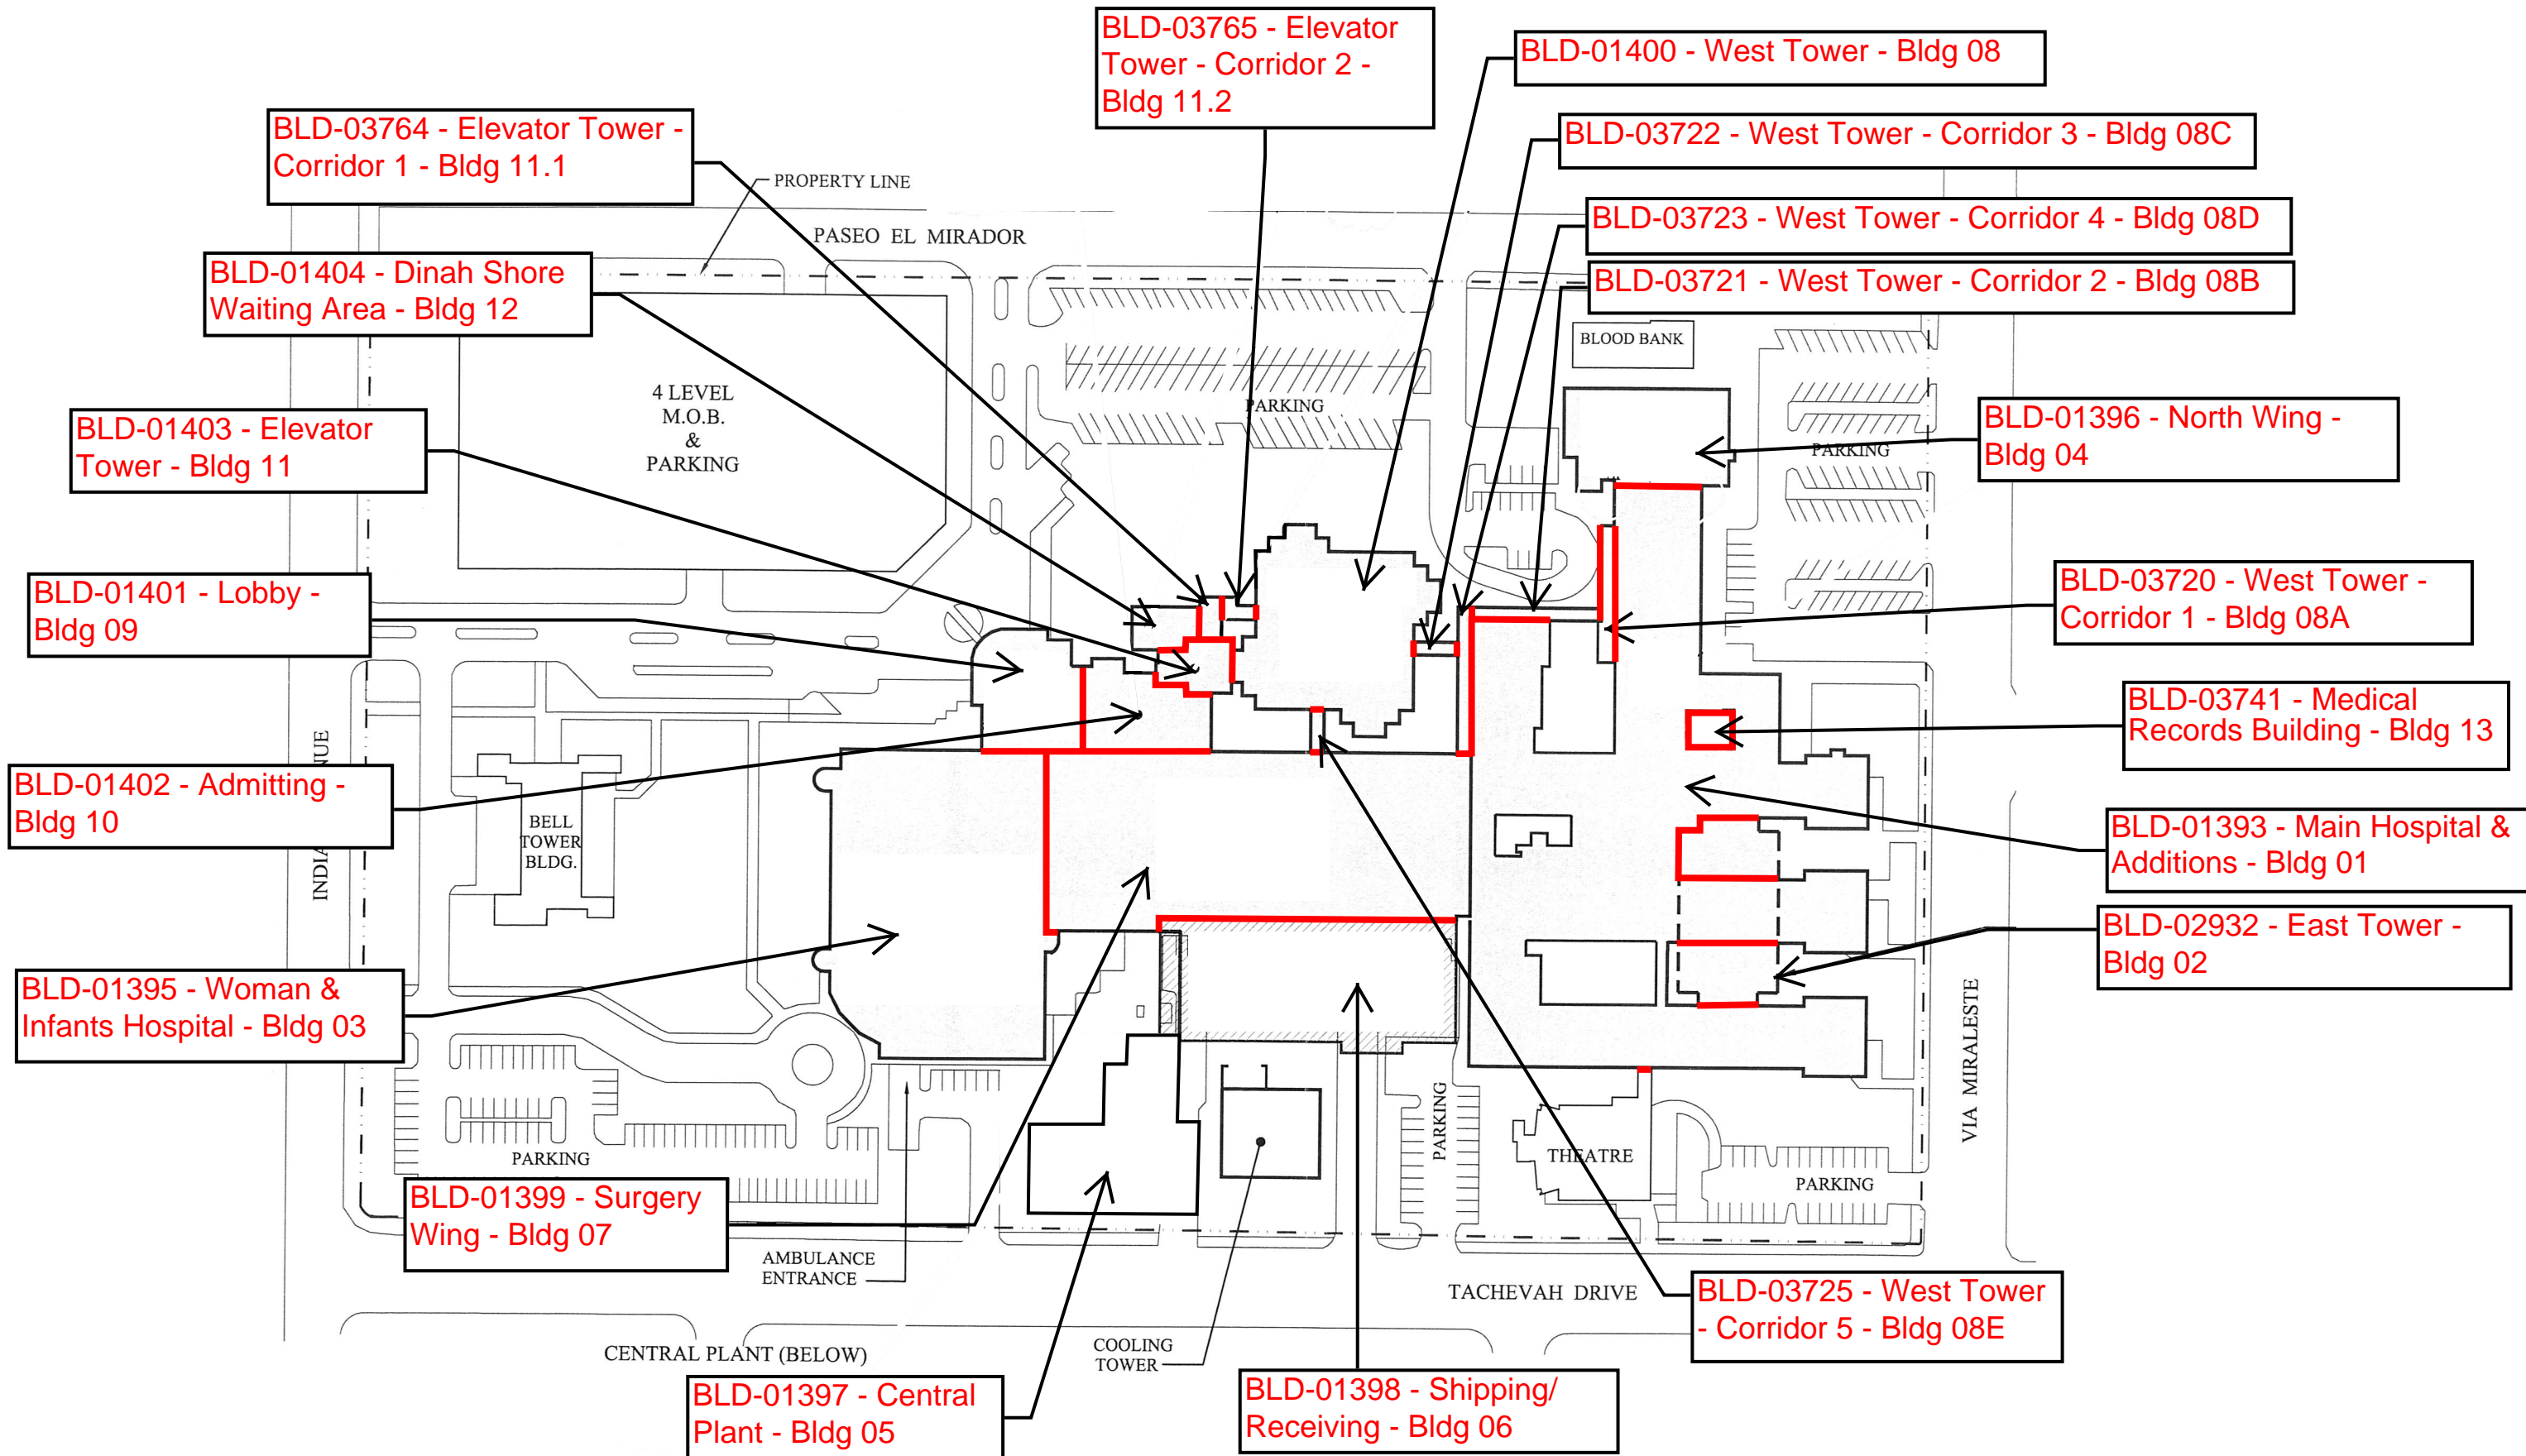 BLD-03765 - Elevator
Tower - Corridor 2 -
Bldg 11.2
BLD-01400 - West Tower - Bldg 08
BLD-03764 - Elevator Tower -
Corridor 1 - Bldg 11.1
BLD-03722 - West Tower - Corridor 3 - Bldg 08C
PROPERTY LINE
BLD-03723 - West Tower - Corridor 4 - Bldg 08D
PASEO EL MIRADOR
BLD-01404 - Dinah Shore
Waiting Area - Bldg 12
BLD-03721 - West Tower - Corridor 2 - Bldg 08B
BLOOD BANK
4 LEVEL
M.O.B.
&
PARKING
PARKING
BLD-01403 - Elevator
Tower - Bldg 11
BLD-01396 - North Wing -
Bldg 04
PARKING
BLD-01401 - Lobby -
Bldg 09
BLD-03720 - West Tower -
Corridor 1 - Bldg 08A
BLD-03741 - Medical
Records Building - Bldg 13
BLD-01402 - Admitting -
Bldg 10
INDIA
NUE
BELL
TOWER
BLDG.
BLD-01393 - Main Hospital &
Additions - Bldg 01
BLD-02932 - East Tower -
Bldg 02
BLD-01395 - Woman &
Infants Hospital - Bldg 03
VIA MIRALESTE
PARKING
PARKING
THEATRE
PARKING
BLD-01399 - Surgery
Wing - Bldg 07
AMBULANCE
ENTRANCE
TACHEVAH DRIVE
BLD-03725 - West Tower
- Corridor 5 - Bldg 08E
CENTRAL PLANT (BELOW)
COOLING
TOWER
BLD-01397 - Central
Plant - Bldg 05
BLD-01398 - Shipping/
Receiving - Bldg 06